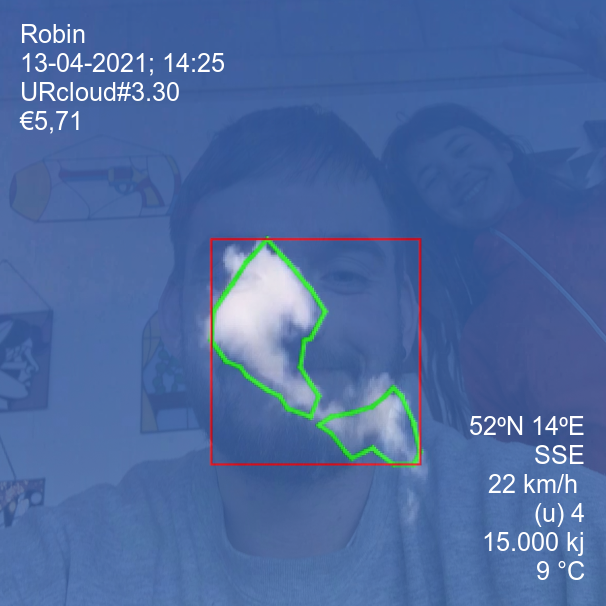 Robin
13-04-2021; 14:25
URcloud#3.30
€5,71
52ºN 14ºE
SSE
22 km/h
(u) 4
15.000 kj
9 °C